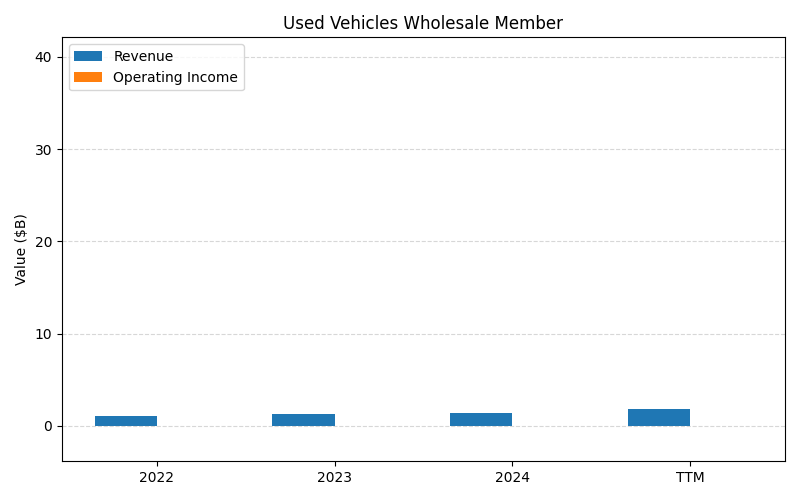 Used Vehicles Wholesale Member
Revenue
Operating Income
40
30
20
10
0
Value ($B)
2022
2023
2024
TTM